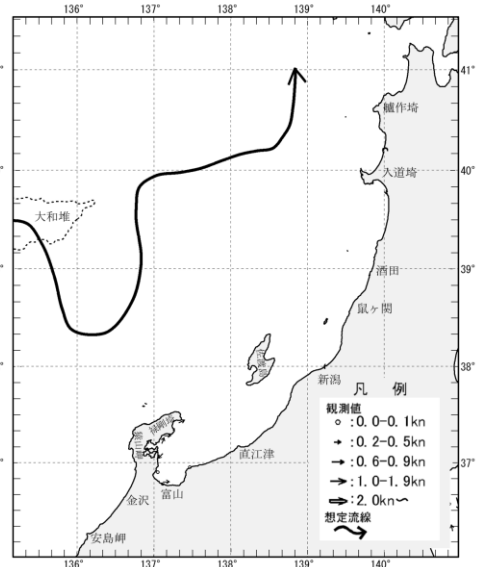 136°
137°
138°
139°
140°
41°
艫作埼
40°
入道埼
大和堆
39°
酒田
鼠ヶ関
38°
新潟
凡 例
観測値
:0.0-0.1kn
:0.2-0.5kn
:0.6-0.9kn
:1.0-1.9kn
:2.0kn~
想定流線
禄剛埼
37°
直江津
富山
金沢
安島岬
136°
137°
138°
139°
140°